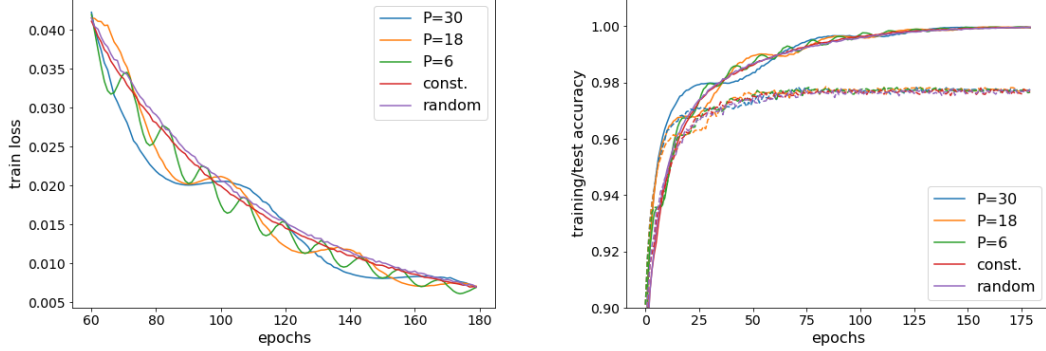 train loss
0.040
0.035
0.030
0.025
0.020
0.015
0.010
0.005
60
80
100
120
140
160
180
epochs
P=30
P=18
P=6
const.
random
training/test accuracy
1.00
0.98
0.96
0.94
0.92
0.90
0
25
50
75
100
125
150
175
epochs
P=30
P=18
P=6
const.
random